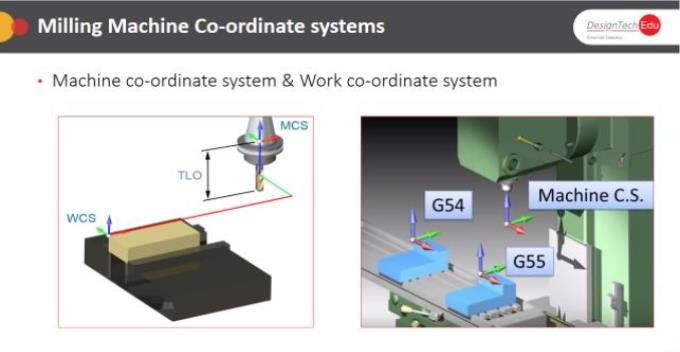 Milling Machine Co-ordinate systems
DesignTech Edu
• Machine co-ordinate system & Work co-ordinate system
MCS
TLO
WCS
G54
Machine C.S.
G55